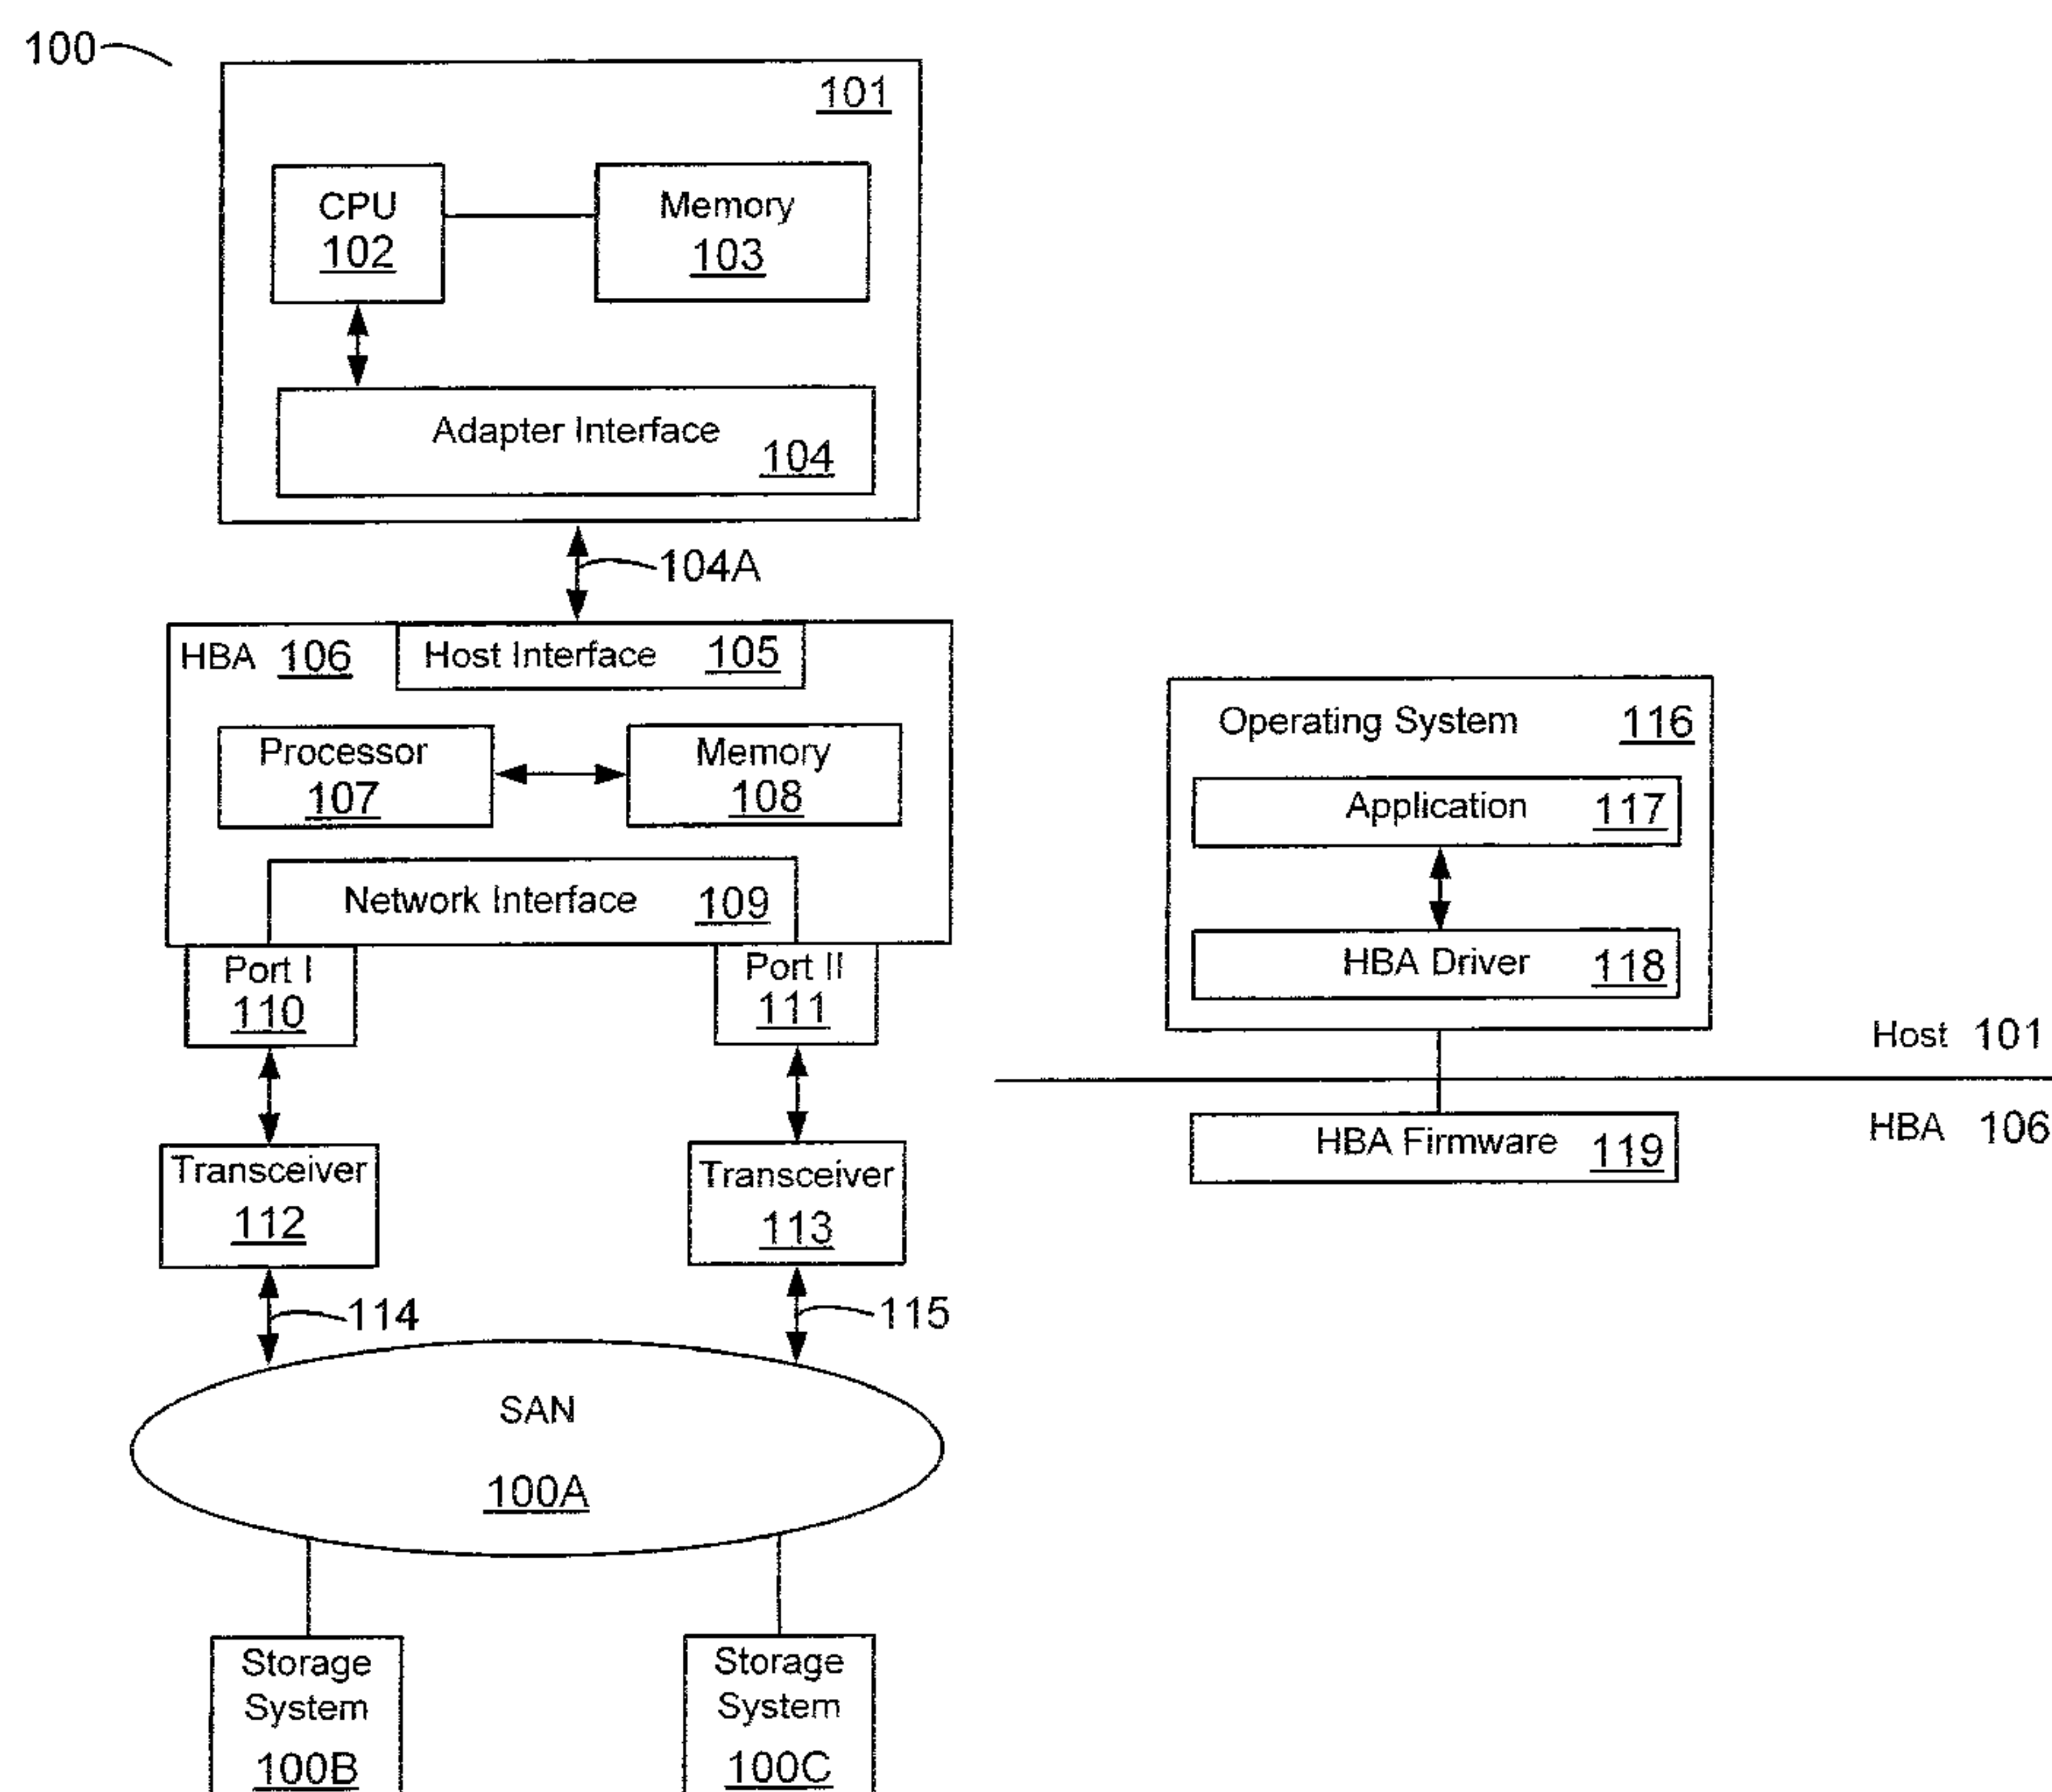 100
101
CPU
102
Memory
103
Adapter Interface
104
104A
HBA 106
Host Interface 105
Processor
107
Memory
108
Network Interface 109
Port I
110
Port II
111
Transceiver
112
Transceiver
113
114
115
SAN
100A
Storage
System
100B
Storage
System
100C
Operating System 116
Application 117
HBA Driver 118
Host 101
HBA 106
HBA Firmware 119